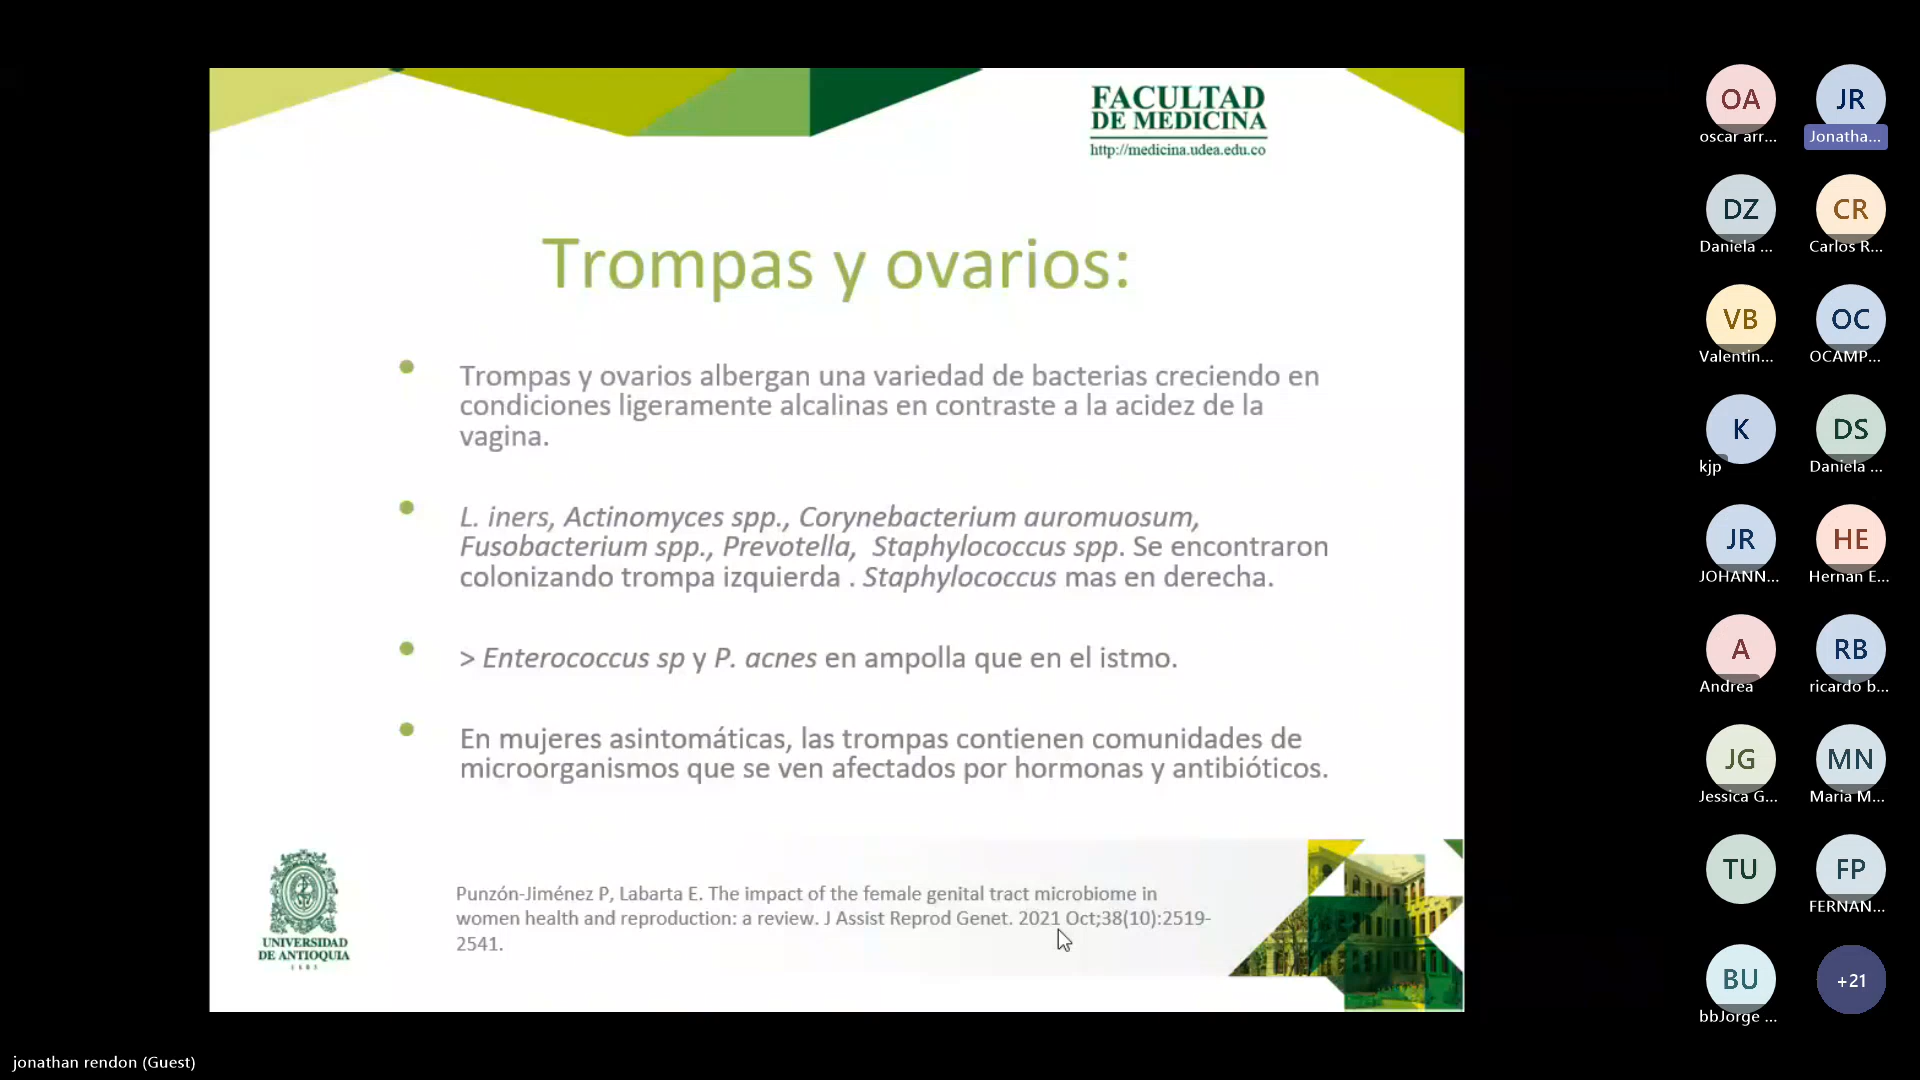 FACULTAD
DE MEDICINA
http://medicina.udea.edu.co
Trompas y ovarios:
Trompas y ovarios albergan una variedad de bacterias creciendo en
condiciones ligeramente alcalinas en contraste a la acidez de la
vagina.
L. iners, Actinomyces spp., Corynebacterium auromuosum,
Fusobacterium spp., Prevotella, Staphylococcus spp. Se encontraron
colonizando trompa izquierda . Staphylococcus mas en derecha.
> Enterococcus sp y P. acnes en ampolla que en el istmo.
En mujeres asintomáticas, las trompas contienen comunidades de
microorganismos que se ven afectados por hormonas y antibióticos.
Punzón-Jiménez P, Labarta E. The impact of the female genital tract microbiome in
women health and reproduction: a review. J Assist Reprod Genet. 2021 Oct;38(10):2519-
2541.
UNIVERSIDAD
DE ANTIOQUIA
1803
OA
oscar arr...
JR
Jonatha...
DZ
Daniela ...
CR
Carlos R...
VB
Valentin...
OC
OCAMP...
K
kjp
DS
Daniela ...
JR
JOHANN...
HE
Hernan E...
A
Andrea
RB
ricardo b...
JG
Jessica G...
MN
Maria M...
TU
FP
FERNAN...
BU
bbJorge ...
+21
jonathan rendon (Guest)